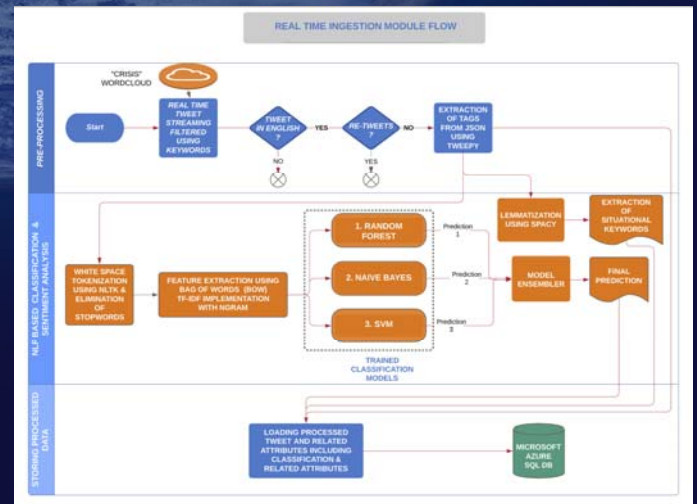 REAL TIME INGESTION MODULE FLOW
PRE-PROCESSING
"CRISIS"
WORDCLOUD
Start
REAL TIME
TWEET
STREAMING
FILTERED
USING
KEYWORDS
TWEET
IN ENGLISH
?
YES
NO
RE-TWEETS
?
NO
YES
EXTRACTION
OF TAGS
FROM JSON
USING
TWEEPY
NLP BASED CLASSIFICATION &
SENTIMENT ANALYSIS
LEMMATIZATION
USING SPACY
EXTRACTION
OF
SITUATIONAL
KEYWORDS
WHITE SPACE
TOKENIZATION
USING NLTK &
ELIMINATION
OF
STOPWORDS
FEATURE EXTRACTION USING
BAG OF WORDS (BOW)
TF-IDF IMPLEMENTATION
WITH NGRAM
1. RANDOM
FOREST
Prediction
1
2. NAIVE BAYES
Prediction
2
3. SVM
Prediction
3
MODEL
ENSEMBLER
FINAL
PREDICTION
TRAINED
CLASSIFICATION
MODELS
STORING PROCESSED
DATA
LOADING PROCESSED
TWEET AND RELATED
ATTRIBUTES INCLUDING
CLASSIFICATION &
RELATED ATTRIBUTES
MICROSOFT
AZURE
SQL DB